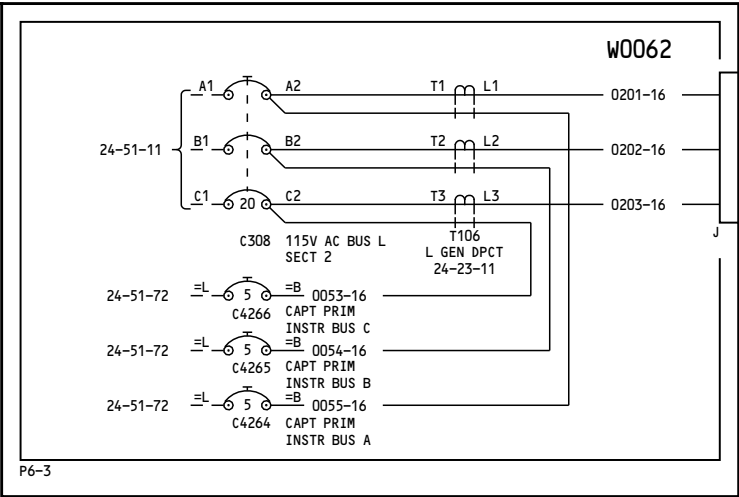 W0062
A1 A2 T1 L1 0201-16
24-51-11 B1 B2 T2 L2 0202-16
C1 20 C2 T3 L3 0203-16
J
C308 115V AC BUS L
SECT 2
T106
L GEN DPCT
24-23-11
24-51-72 =L 5 =B 0053-16
C4266 CAPT PRIM
INSTR BUS C
24-51-72 =L 5 =B 0054-16
C4265 CAPT PRIM
INSTR BUS B
24-51-72 =L 5 =B 0055-16
C4264 CAPT PRIM
INSTR BUS A
P6-3